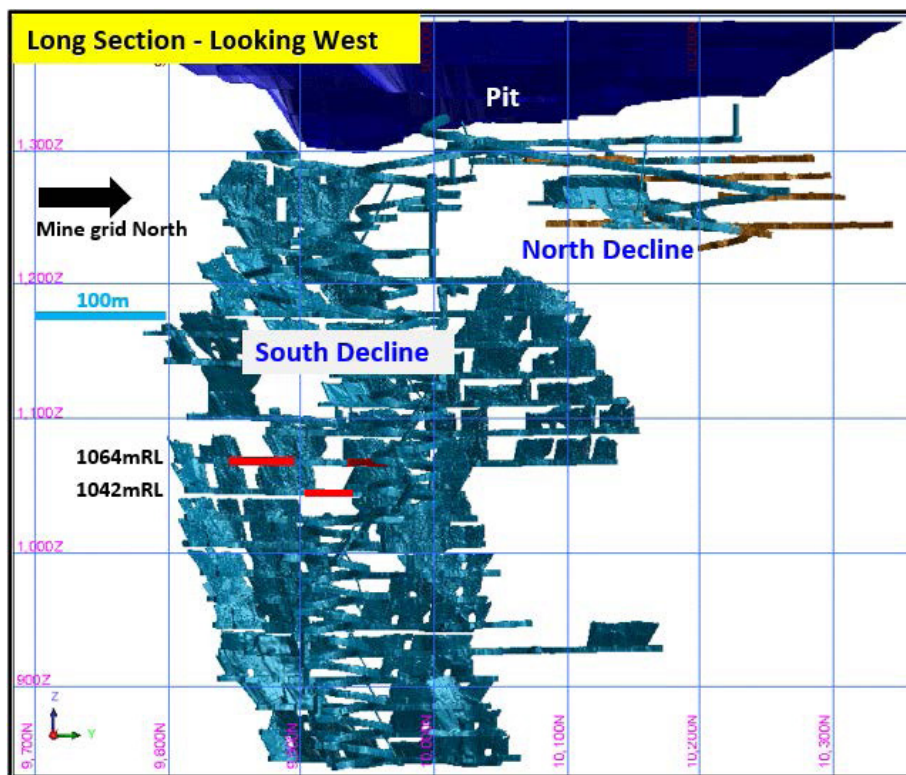 Long Section - Looking West
Pit
1,300Z
Mine grid North
North Decline
1,200Z
100m
South Decline
1,100Z
1064mRL
1042mRL
1,000Z
900Z
Z
Y
9,700N
9,800N
10,000N
10,100N
10,200N
10,300N